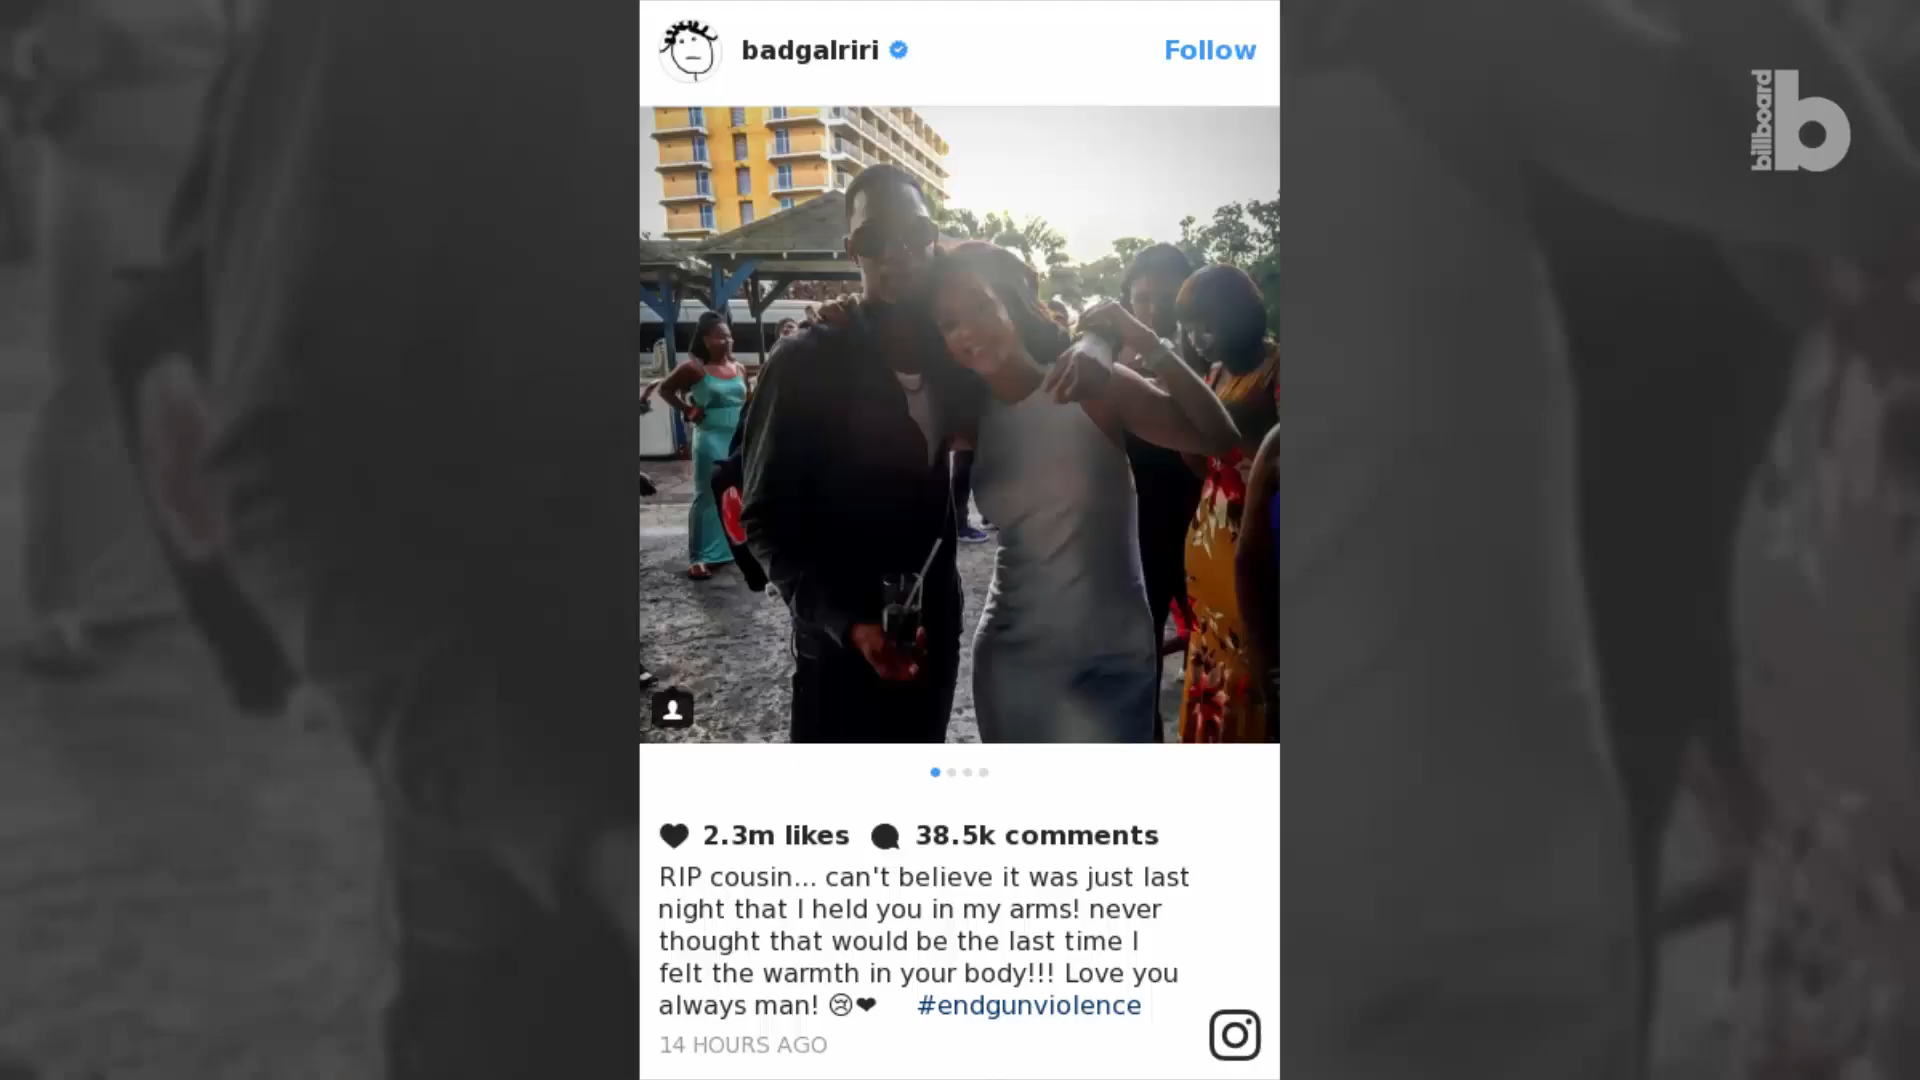 badgalriri
Follow
billboard
b
2.3m likes
38.5k comments
RIP cousin... can't believe it was just last
night that I held you in my arms! never
thought that would be the last time I
felt the warmth in your body!!! Love you
always man! 😢❤ #endgunviolence
14 HOURS AGO